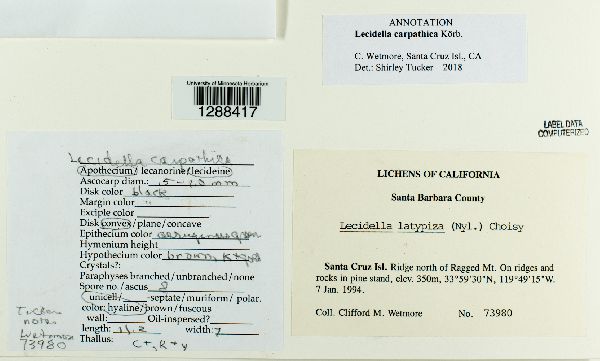 ANNOTATION
Lecidella carpathica Körb.
C. Wetmore, Santa Cruz Isl., CA
Det.: Shirley Tucker 2018
University of Minnesota Herbarium
1288417
LABEL DATA
COMPUTERIZED
Lecidella carpathica
Apothecium/ lecanorine/ lecideine
Ascocarp diam.: mm
Disk color black
Margin color "
Exciple color
Disk convex/plane/concave
Epithecium color
Hymenium height
Hypothecium color brown, K+
Crystals?:
Paraphyses branched/unbranched/none
Spore no./ascus 8
(unicell/ -septate/muriform/ polar.
color: hyaline/brown/fuscous
wall: Oil-inspersed?
length: 11, 12 width: 7
Thallus: C+, K+y
Tucker
notes
Wetmore
73980
LICHENS OF CALIFORNIA
Santa Barbara County
Lecidella latypiza (Nyl.) Choisy
Santa Cruz Isl. Ridge north of Ragged Mt. On ridges and
rocks in pine stand, elev. 350m, 33°59'30"N, 119°49'15"W.
7 Jan. 1994.
Coll. Clifford M. Wetmore No. 73980